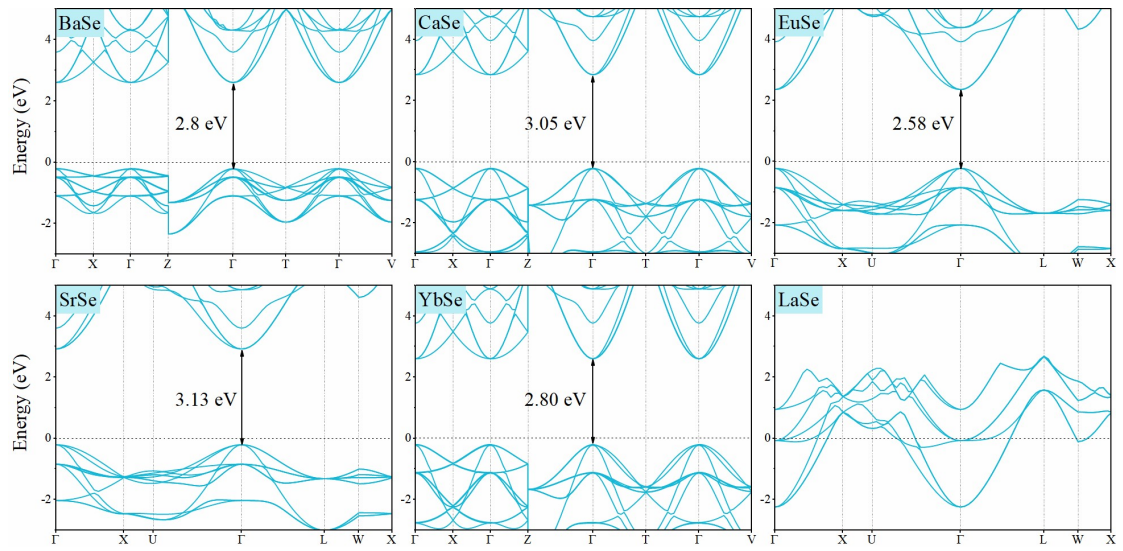 BaSe
CaSe
EuSe
Energy (eV)
4
2
0
-2
2.8 eV
Γ X Γ Z Γ T Γ V
4
2
0
-2
3.05 eV
Γ X Γ Z Γ T Γ V
4
2
0
-2
2.58 eV
Γ X U Γ L W X
SrSe
YbSe
LaSe
Energy (eV)
4
2
0
-2
3.13 eV
Γ X U Γ L W X
4
2
0
-2
2.80 eV
Γ X Γ Z Γ T Γ V
4
2
0
-2
Γ X U Γ L W X